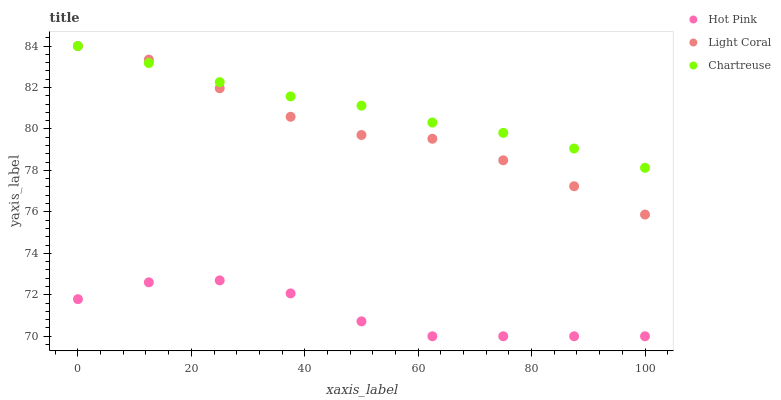 title
Hot Pink
Light Coral
Chartreuse
yaxis_label
84
82
80
78
76
74
72
70
0 20 40 60 80 100
xaxis_label